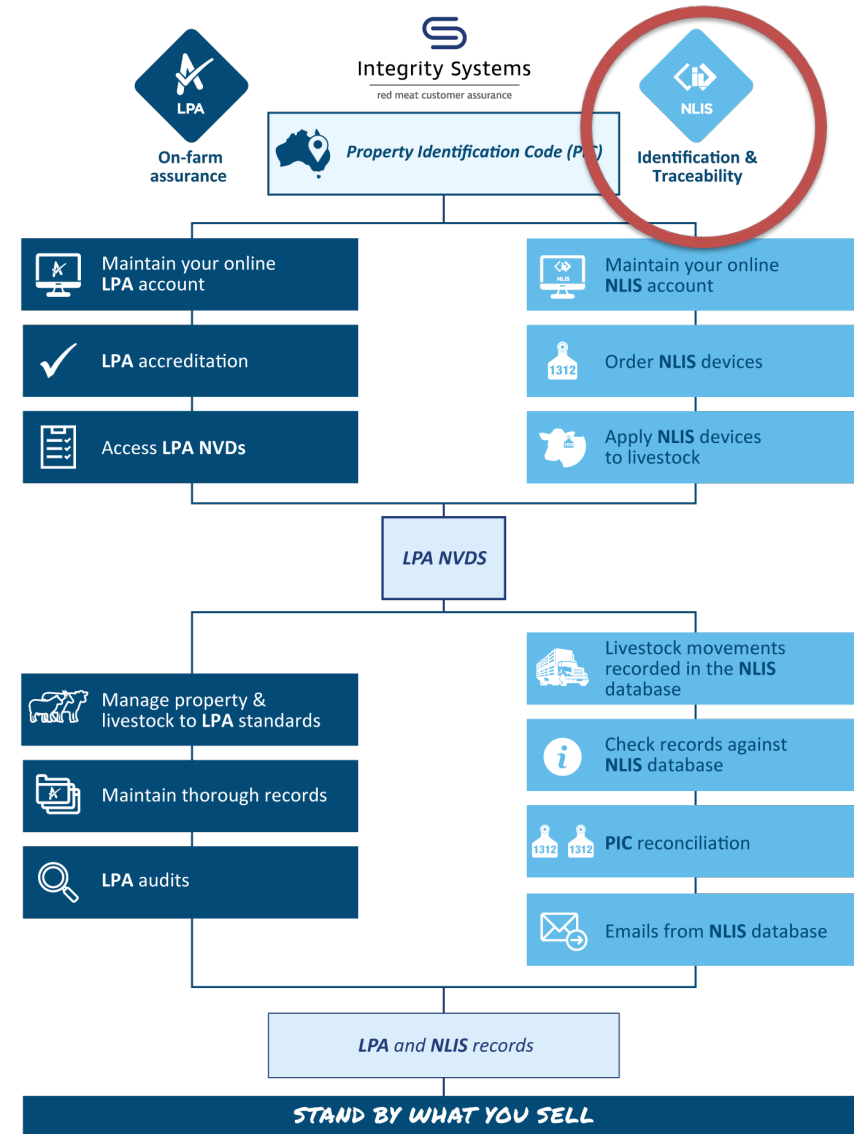 Integrity Systems
red meat customer assurance
LPA
On-farm
assurance
Property Identification Code (PIC)
NLIS
Identification &
Traceability
Maintain your online
LPA account
LPA accreditation
Access LPA NVDs
NLIS
Maintain your online
NLIS account
1312
Order NLIS devices
Apply NLIS devices
to livestock
LPA NVDS
Manage property &
livestock to LPA standards
Maintain thorough records
LPA audits
Livestock movements
recorded in the NLIS
database
i
Check records against
NLIS database
1312 1312
PIC reconciliation
Emails from NLIS database
LPA and NLIS records
STAND BY WHAT YOU SELL